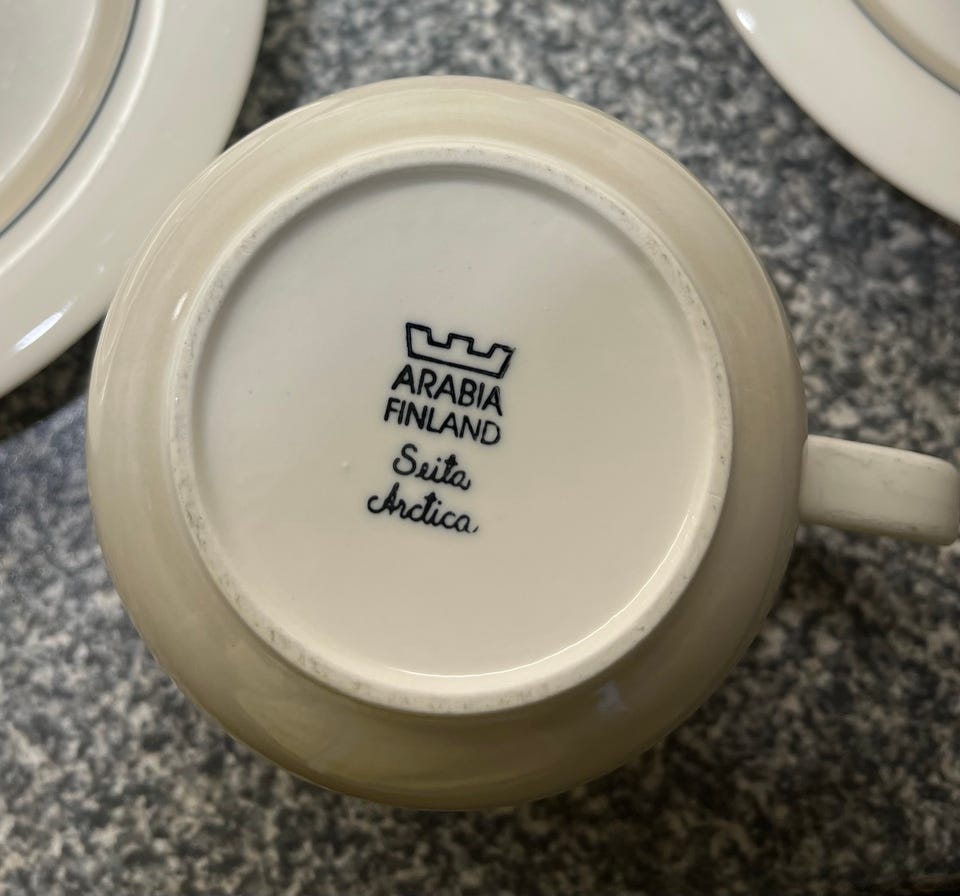 ARABIA
FINLAND
Seita
Arctica